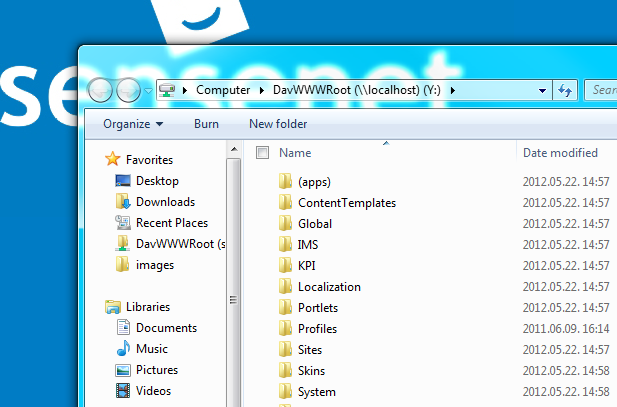 sensenet
Computer DavWWWRoot (\\localhost) (Y:) Sear
Organize Burn New folder
Name Date modified
Favorites
Desktop
Downloads
Recent Places
DavWWWRoot (s
images
Libraries
Documents
Music
Pictures
Videos
(apps) 2012.05.22. 14:57
ContentTemplates 2012.05.22. 14:57
Global 2012.05.22. 14:57
IMS 2012.05.22. 14:57
KPI 2012.05.22. 14:57
Localization 2012.05.22. 14:57
Portlets 2012.05.22. 14:57
Profiles 2011.06.09. 16:14
Sites 2012.05.22. 14:57
Skins 2012.05.22. 14:58
System 2012.05.22. 14:58